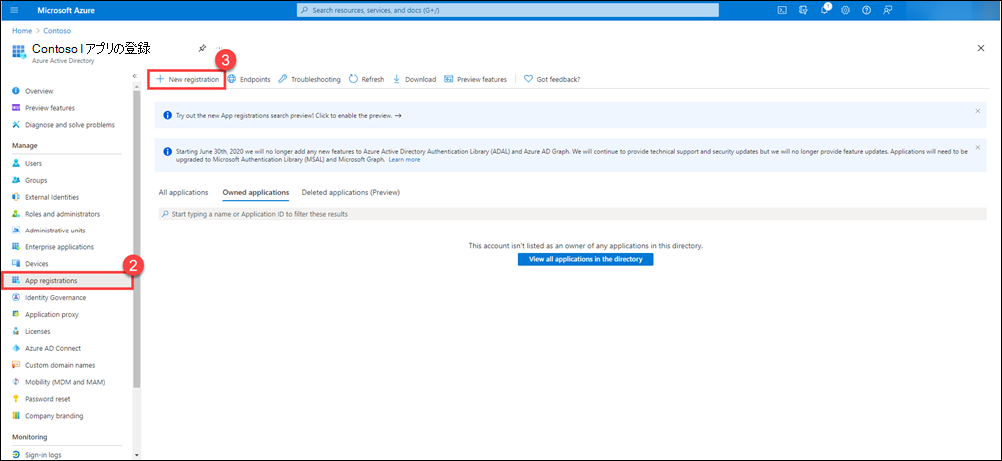 Microsoft Azure
Search resources, services, and docs (G+/)
1
Home > Contoso
Contoso | アプリの登録
Azure Active Directory
3
New registration
Endpoints
Troubleshooting
Refresh
Download
Preview features
Got feedback?
Overview
Preview features
Diagnose and solve problems
Manage
Users
Groups
External Identities
Roles and administrators
Administrative units
Enterprise applications
Devices
2
App registrations
Identity Governance
Application proxy
Licenses
Azure AD Connect
Custom domain names
Mobility (MDM and MAM)
Password reset
Company branding
Monitoring
Sign-in logs
Try out the new App registrations search preview! Click to enable the preview. →
Starting June 30th, 2020 we will no longer add any new features to Azure Active Directory Authentication Library (ADAL) and Azure AD Graph. We will continue to provide technical support and security updates but we will no longer provide feature updates. Applications will need to be
upgraded to Microsoft Authentication Library (MSAL) and Microsoft Graph. Learn more
All applications
Owned applications
Deleted applications (Preview)
Start typing a name or Application ID to filter these results
This account isn't listed as an owner of any applications in this directory.
View all applications in the directory